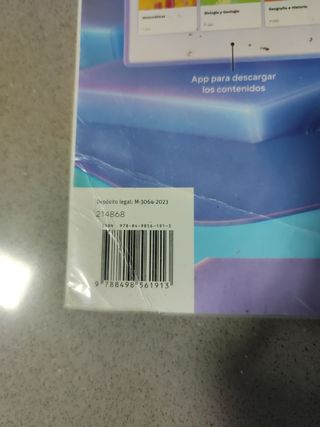 Matemáticas
Biología y Geología
Geografía e Historia
App para descargar
los contenidos
Depósito legal: M-3064-2023
214868
ISBN 978-84-9856-191-3
9 788498 561913